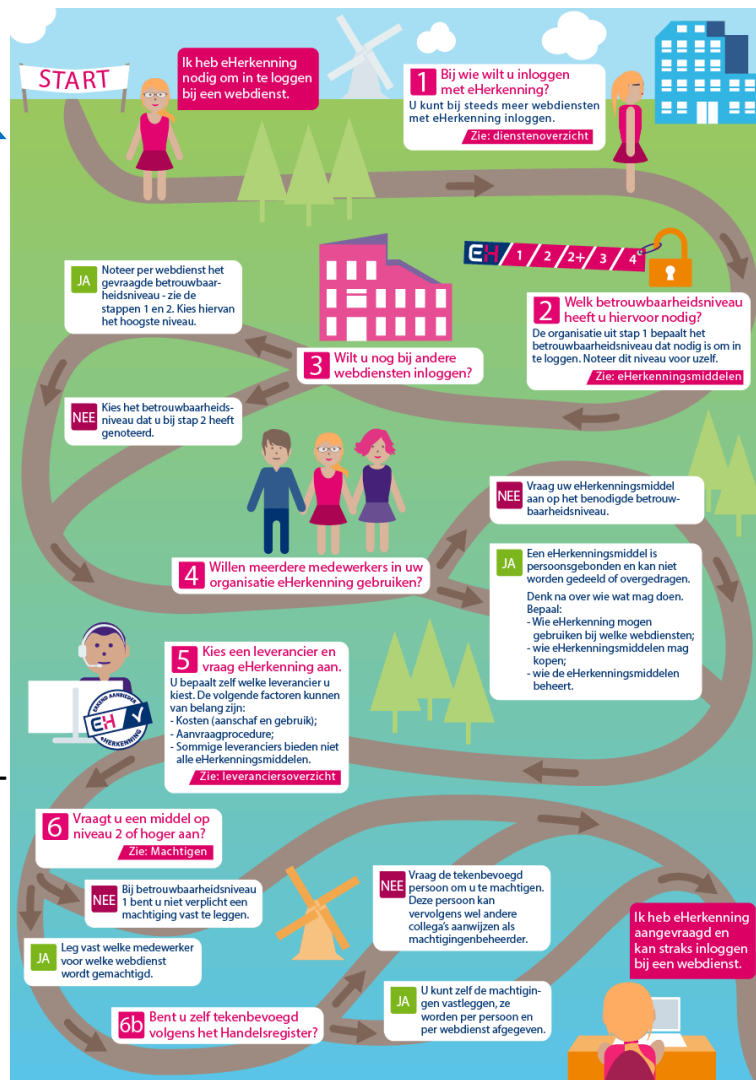 START
Ik heb eHerkenning
nodig om in te loggen
bij een webdienst.
1 Bij wie wilt u inloggen
met eHerkenning?
U kunt bij steeds meer webdiensten
met eHerkenning inloggen.
Zie: dienstenoverzicht
EH 1 2 2+ 3 4
2 Welk betrouwbaarheidsniveau
heeft u hiervoor nodig?
De organisatie uit stap 1 bepaalt het
betrouwbaarheidsniveau dat nodig is om in
te loggen. Noteer dit niveau voor uzelf.
Zie: eHerkenningsmiddelen
3 Wilt u nog bij andere
webdiensten inloggen?
JA Noteer per webdienst het
gevraagde betrouwbaar-
heidsniveau - zie de
stappen 1 en 2. Kies hiervan
het hoogste niveau.
NEE Kies het betrouwbaarheids-
niveau dat u bij stap 2 heeft
genoteerd.
4 Willen meerdere medewerkers in uw
organisatie eHerkenning gebruiken?
NEE Vraag uw eHerkenningsmiddel
aan op het benodigde betrouw-
baarheidsniveau.
JA Een eHerkenningsmiddel is
persoonsgebonden en kan niet
worden gedeeld of overgedragen.
Denk na over wie wat mag doen.
Bepaal:
- Wie eHerkenning mogen
gebruiken bij welke webdiensten;
- wie eHerkenningsmiddelen mag
kopen;
- wie de eHerkenningsmiddelen
beheert.
5 Kies een leverancier en
vraag eHerkenning aan.
U bepaalt zelf welke leverancier u
kiest. De volgende factoren kunnen
van belang zijn:
- Kosten (aanschaf en gebruik);
- Aanvraagprocedure;
- Sommige leveranciers bieden niet
alle eHerkenningsmiddelen.
Zie: leveranciersoverzicht
ERKEND AANBIEDER
EH
eHERKENNING
6 Vraagt u een middel op
niveau 2 of hoger aan?
Zie: Machtigen
NEE Bij betrouwbaarheidsniveau
1 bent u niet verplicht een
machtiging vast te leggen.
JA Leg vast welke medewerker
voor welke webdienst
wordt gemachtigd.
6b Bent u zelf tekenbevoegd
volgens het Handelsregister?
NEE Vraag de tekenbevoegd
persoon om u te machtigen.
Deze persoon kan
vervolgens wel andere
collega's aanwijzen als
machtigingenbeheerder.
JA U kunt zelf de machtigin-
gen vastleggen, ze
worden per persoon en
per webdienst afgegeven.
Ik heb eHerkenning
aangevraagd en
kan straks inloggen
bij een webdienst.